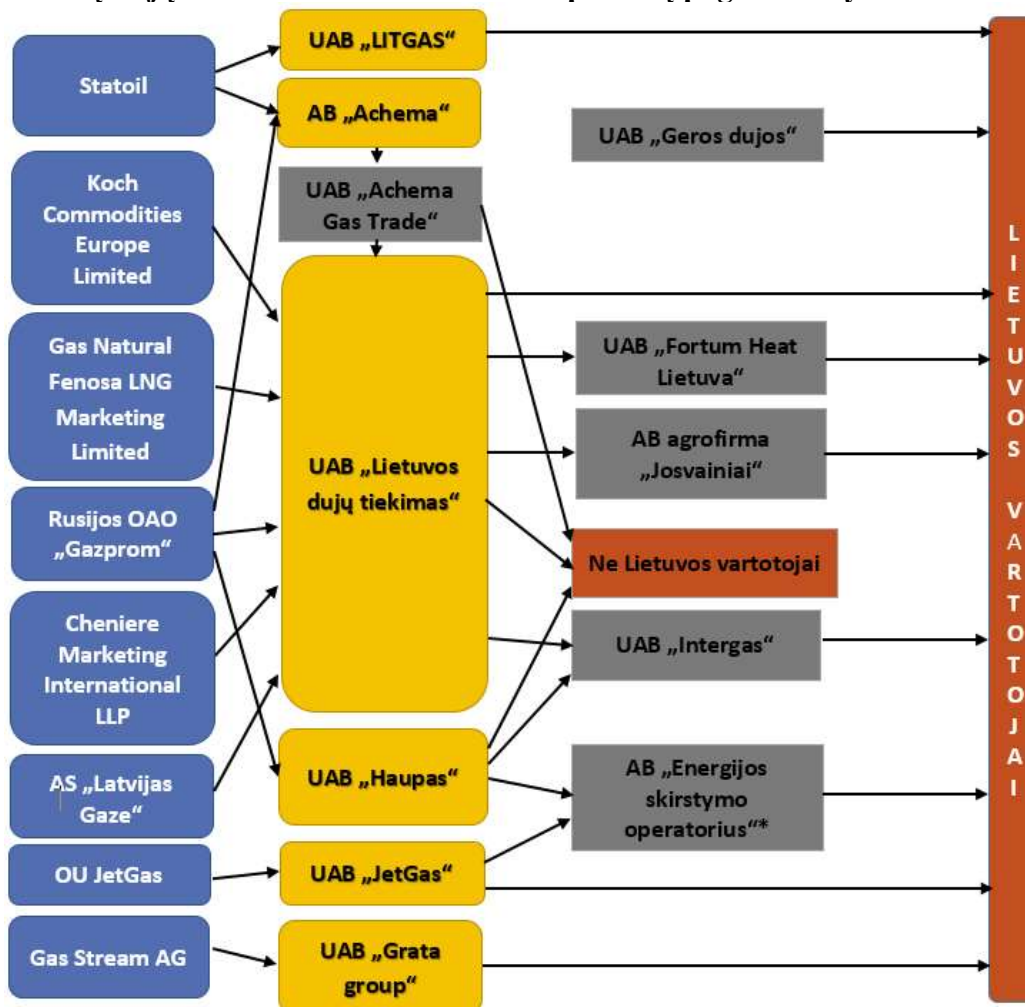 Statoil
Koch
Commodities
Europe
Limited
Gas Natural
Fenosa LNG
Marketing
Limited
Rusijos OAO
„Gazprom“
Cheniere
Marketing
International
LLP
AS „Latvijas
Gaze“
OU JetGas
Gas Stream AG
UAB „LITGAS“
AB „Achema“
UAB „Achema
Gas Trade“
UAB „Lietuvos
dujų tiekimas“
UAB „Haupas“
UAB „JetGas“
UAB „Grata
group“
UAB „Geros dujos“
UAB „Fortum Heat
Lietuva“
AB agrofirma
„Josvainiai“
Ne Lietuvos vartotojai
UAB „Intergas“
AB „Energijos
skirstymo
operatorius“*
LIETUVOS VARTOTOJAI